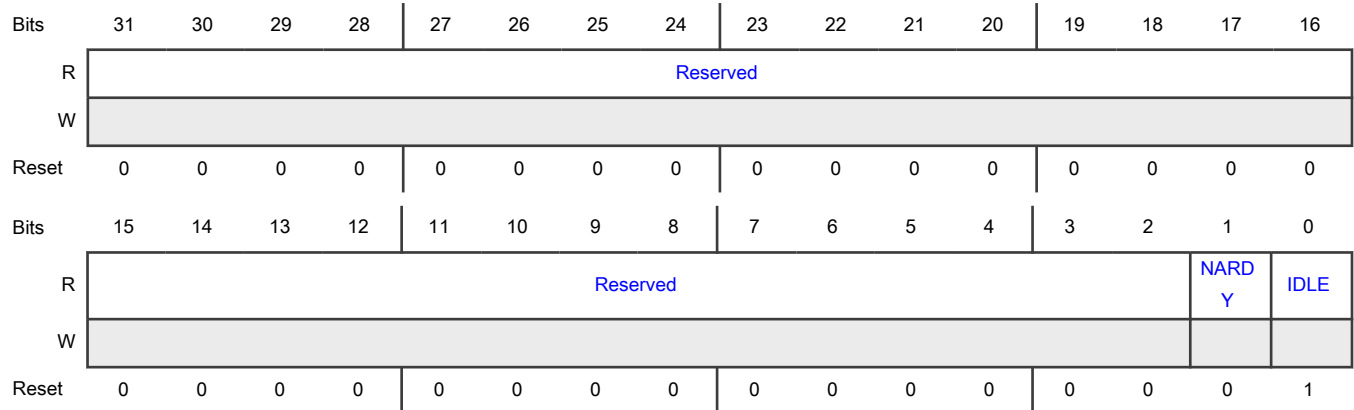 Bits 31 30 29 28 27 26 25 24 23 22 21 20 19 18 17 16
R Reserved
W
Reset 0 0 0 0 0 0 0 0 0 0 0 0 0 0 0 0
Bits 15 14 13 12 11 10 9 8 7 6 5 4 3 2 1 0
R Reserved NARD IDLE
Y
W
Reset 0 0 0 0 0 0 0 0 0 0 0 0 0 0 0 1